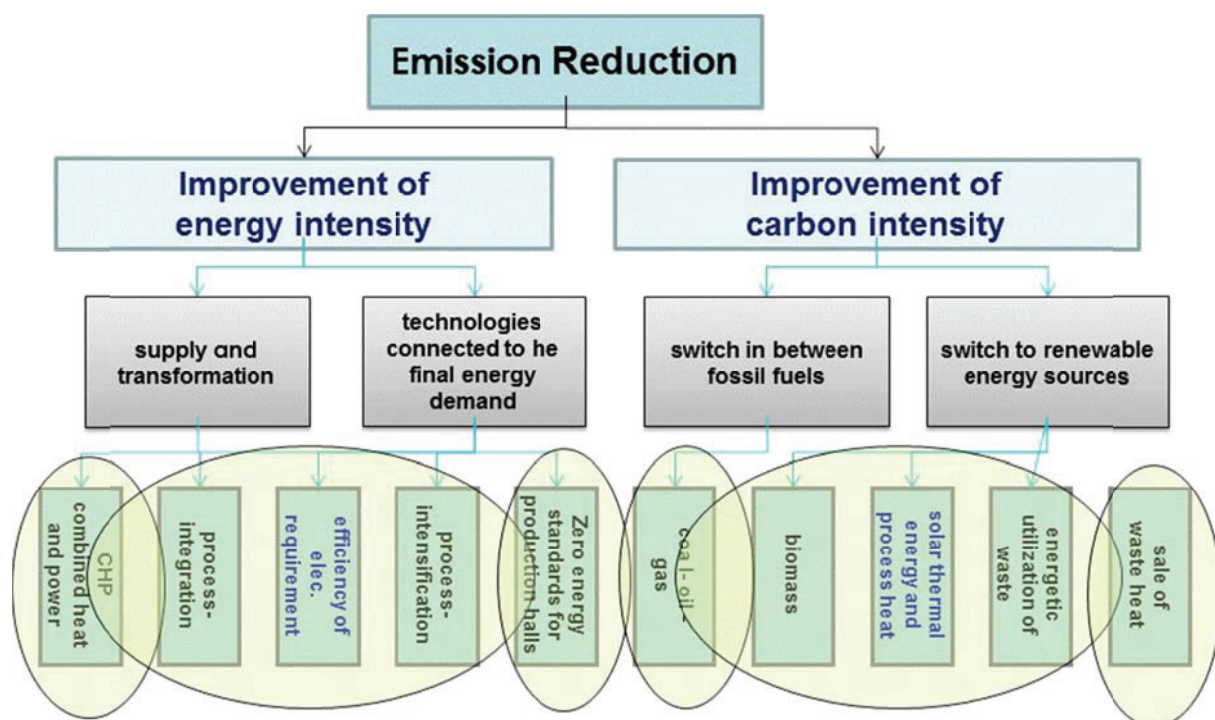 Emission Reduction
Improvement of
energy intensity
Improvement of
carbon intensity
supply and
transformation
technologies
connected to he
final energy
demand
switch in between
fossil fuels
switch to renewable
energy sources
CHP
combined heat
and power
process-
integration
efficiency of
elec.
requirement
process-
intensification
Zero energy
standards for
production halls
coal-oil-
gas
biomass
solar thermal
energy and
process heat
energetic
utilization of
waste
sale of
waste heat